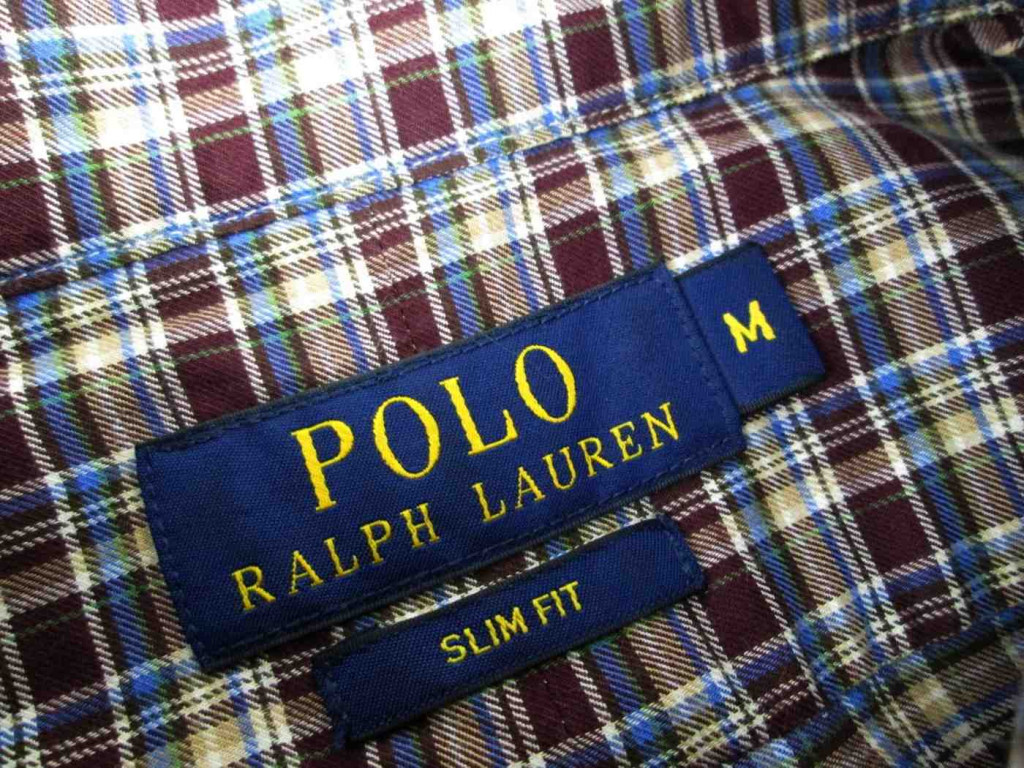 POLO
RALPH LAUREN
M
SLIM FIT